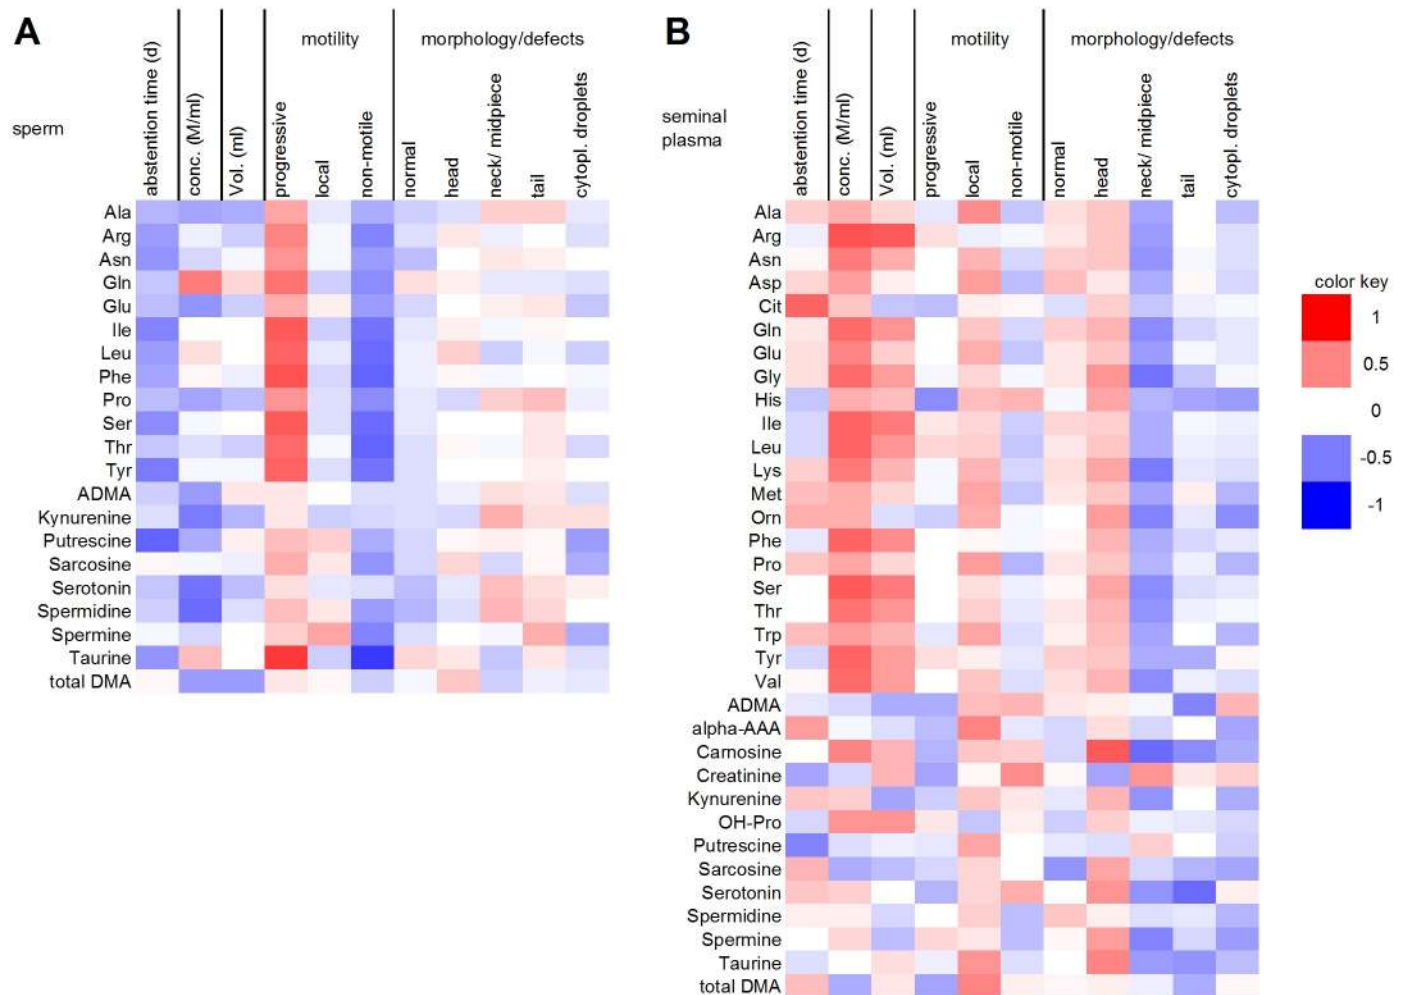 A
sperm
motility
morphology/defects
abstention time (d)
conc. (M/ml)
Vol. (ml)
progressive
local
non-motile
normal
head
neck/ midpiece
tail
cytopl. droplets
Ala
Arg
Asn
Gln
Glu
Ile
Leu
Phe
Pro
Ser
Thr
Tyr
ADMA
Kynurenine
Putrescine
Sarcosine
Serotonin
Spermidine
Spermine
Taurine
total DMA
B
seminal
plasma
motility
morphology/defects
abstention time (d)
conc. (M/ml)
Vol. (ml)
progressive
local
non-motile
normal
head
neck/ midpiece
tail
cytopl. droplets
Ala
Arg
Asn
Asp
Cit
Gln
Glu
Gly
His
Ile
Leu
Lys
Met
Orn
Phe
Pro
Ser
Thr
Trp
Tyr
Val
ADMA
alpha-AAA
Carnosine
Creatinine
Kynurenine
OH-Pro
Putrescine
Sarcosine
Serotonin
Spermidine
Spermine
Taurine
total DMA
color key
1
0.5
0
-0.5
-1